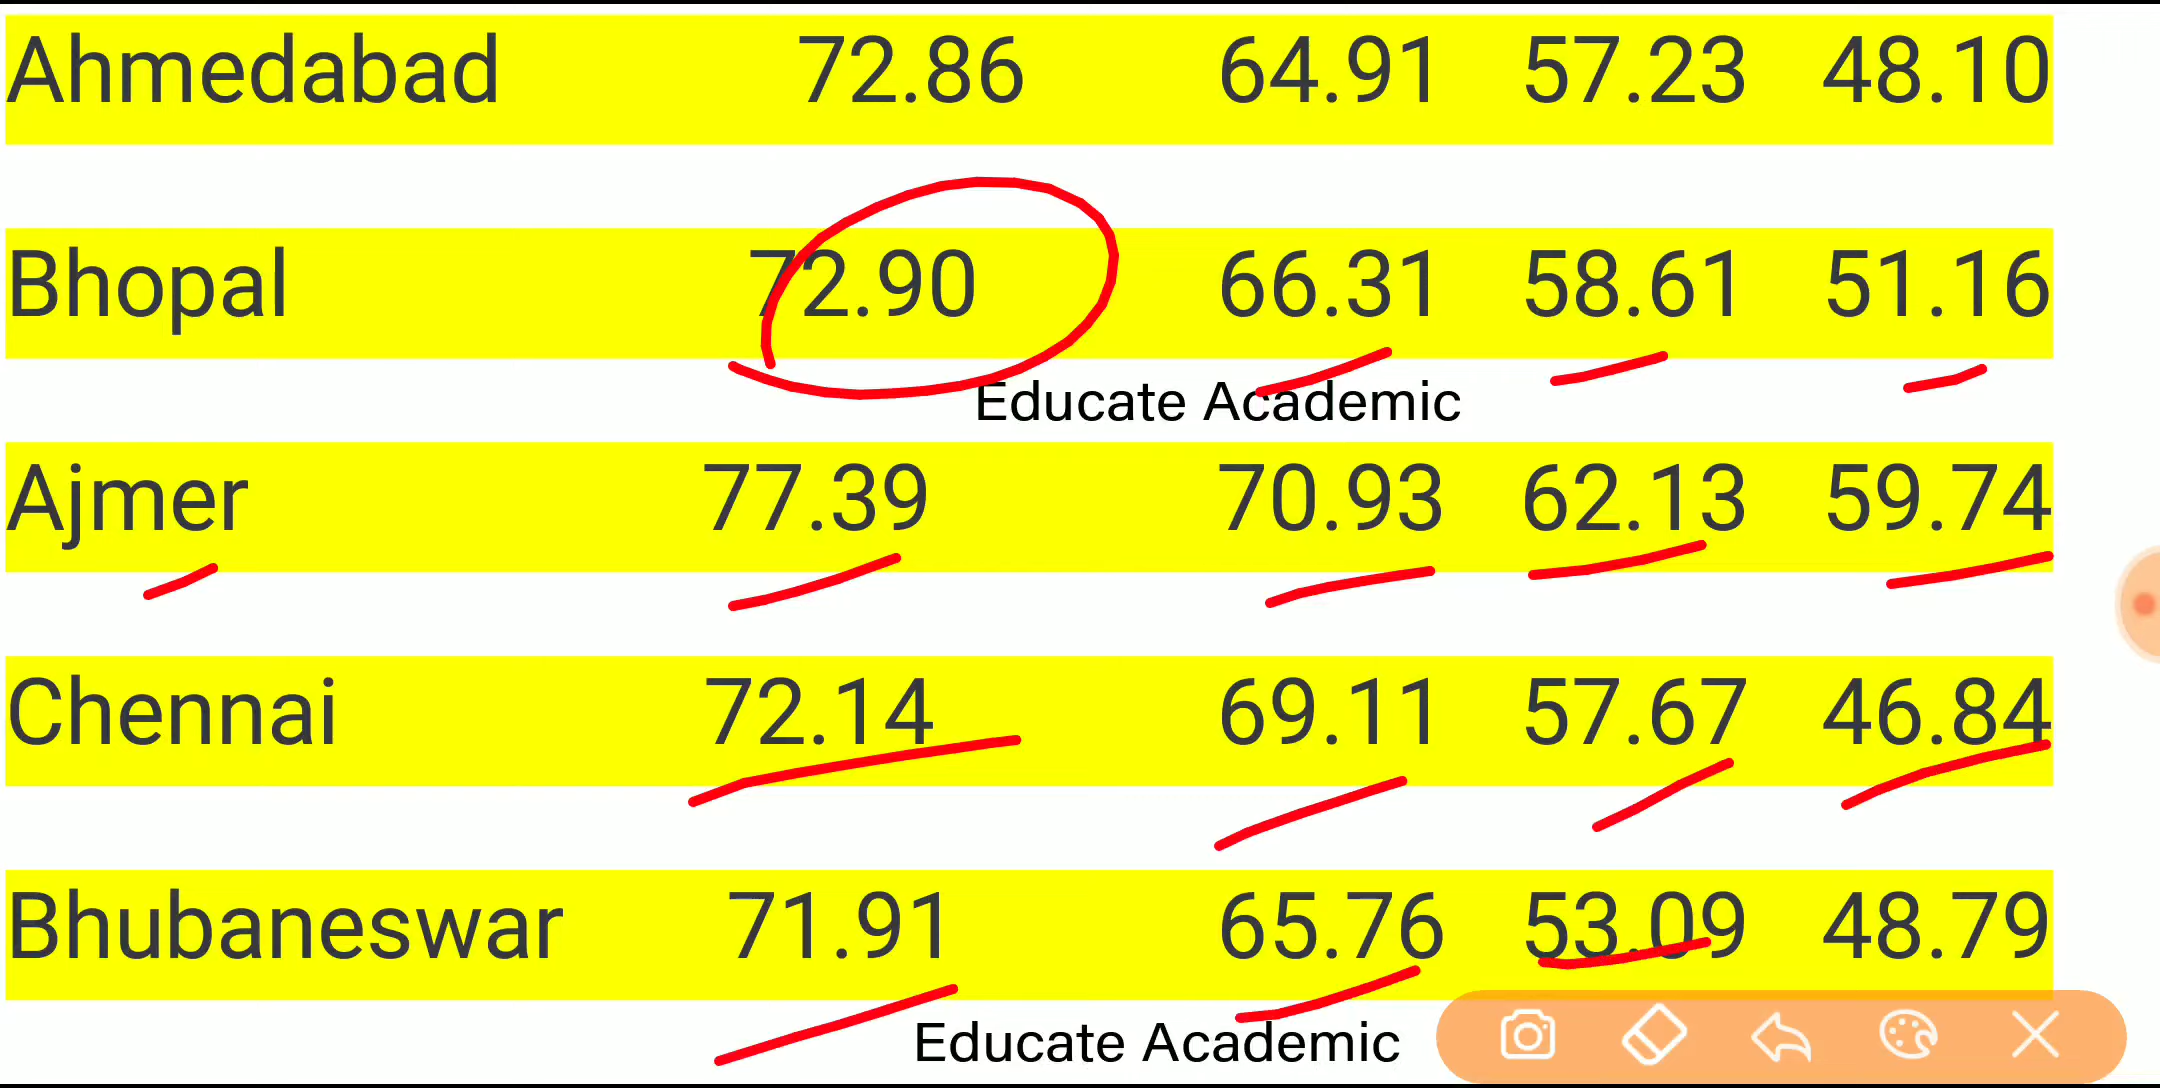 Ahmedabad 72.86 64.91 57.23 48.10
Bhopal 72.90 66.31 58.61 51.16
Educate Academic
Ajmer 77.39 70.93 62.13 59.74
Chennai 72.14 69.11 57.67 46.84
Bhubaneswar 71.91 65.76 53.09 48.79
Educate Academic